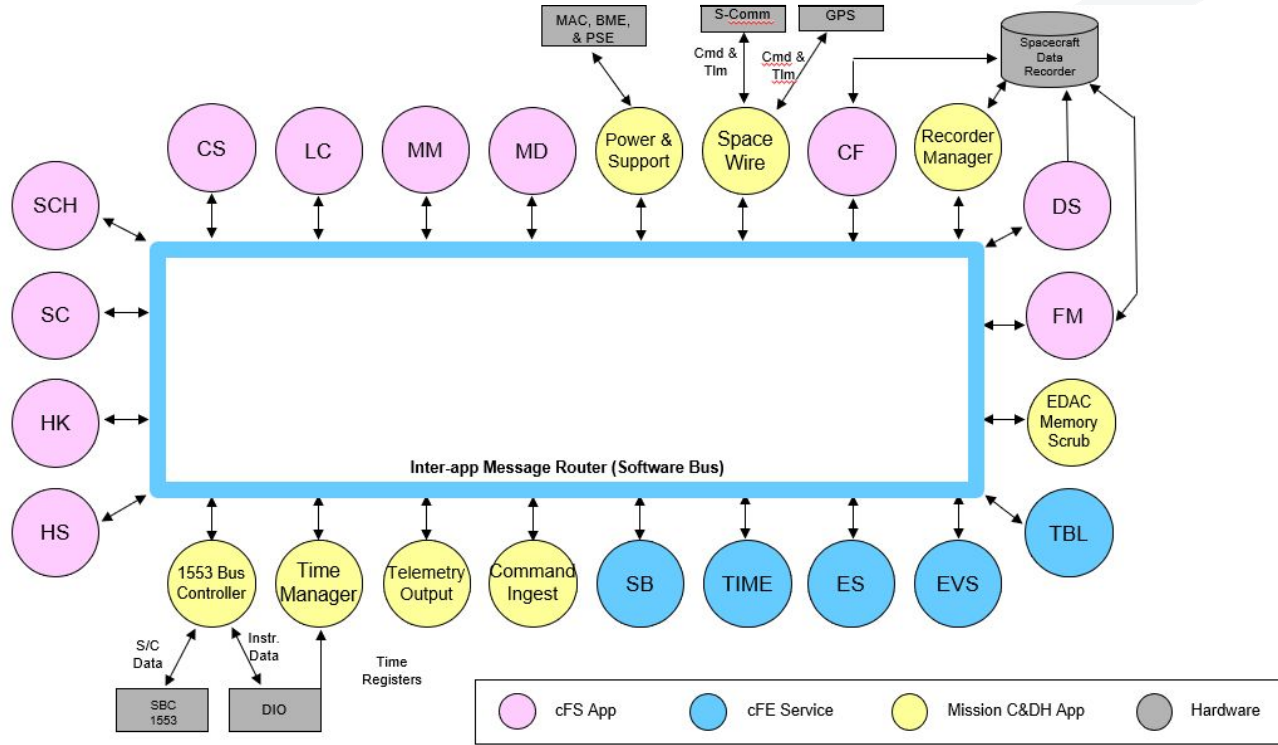 MAC, BME,
& PSE
S-Comm
GPS
Spacecraft
Data
Recorder
Cmd &
Tlm
Cmd &
Tlm
CS
LC
MM
MD
Power &
Support
Space
Wire
CF
Recorder
Manager
SCH
DS
SC
FM
HK
EDAC
Memory
Scrub
HS
TBL
Inter-app Message Router (Software Bus)
1553 Bus
Controller
Time
Manager
Telemetry
Output
Command
Ingest
SB
TIME
ES
EVS
S/C
Data
Instr.
Data
Time
Registers
SBC
1553
DIO
cFS App
cFE Service
Mission C&DH App
Hardware